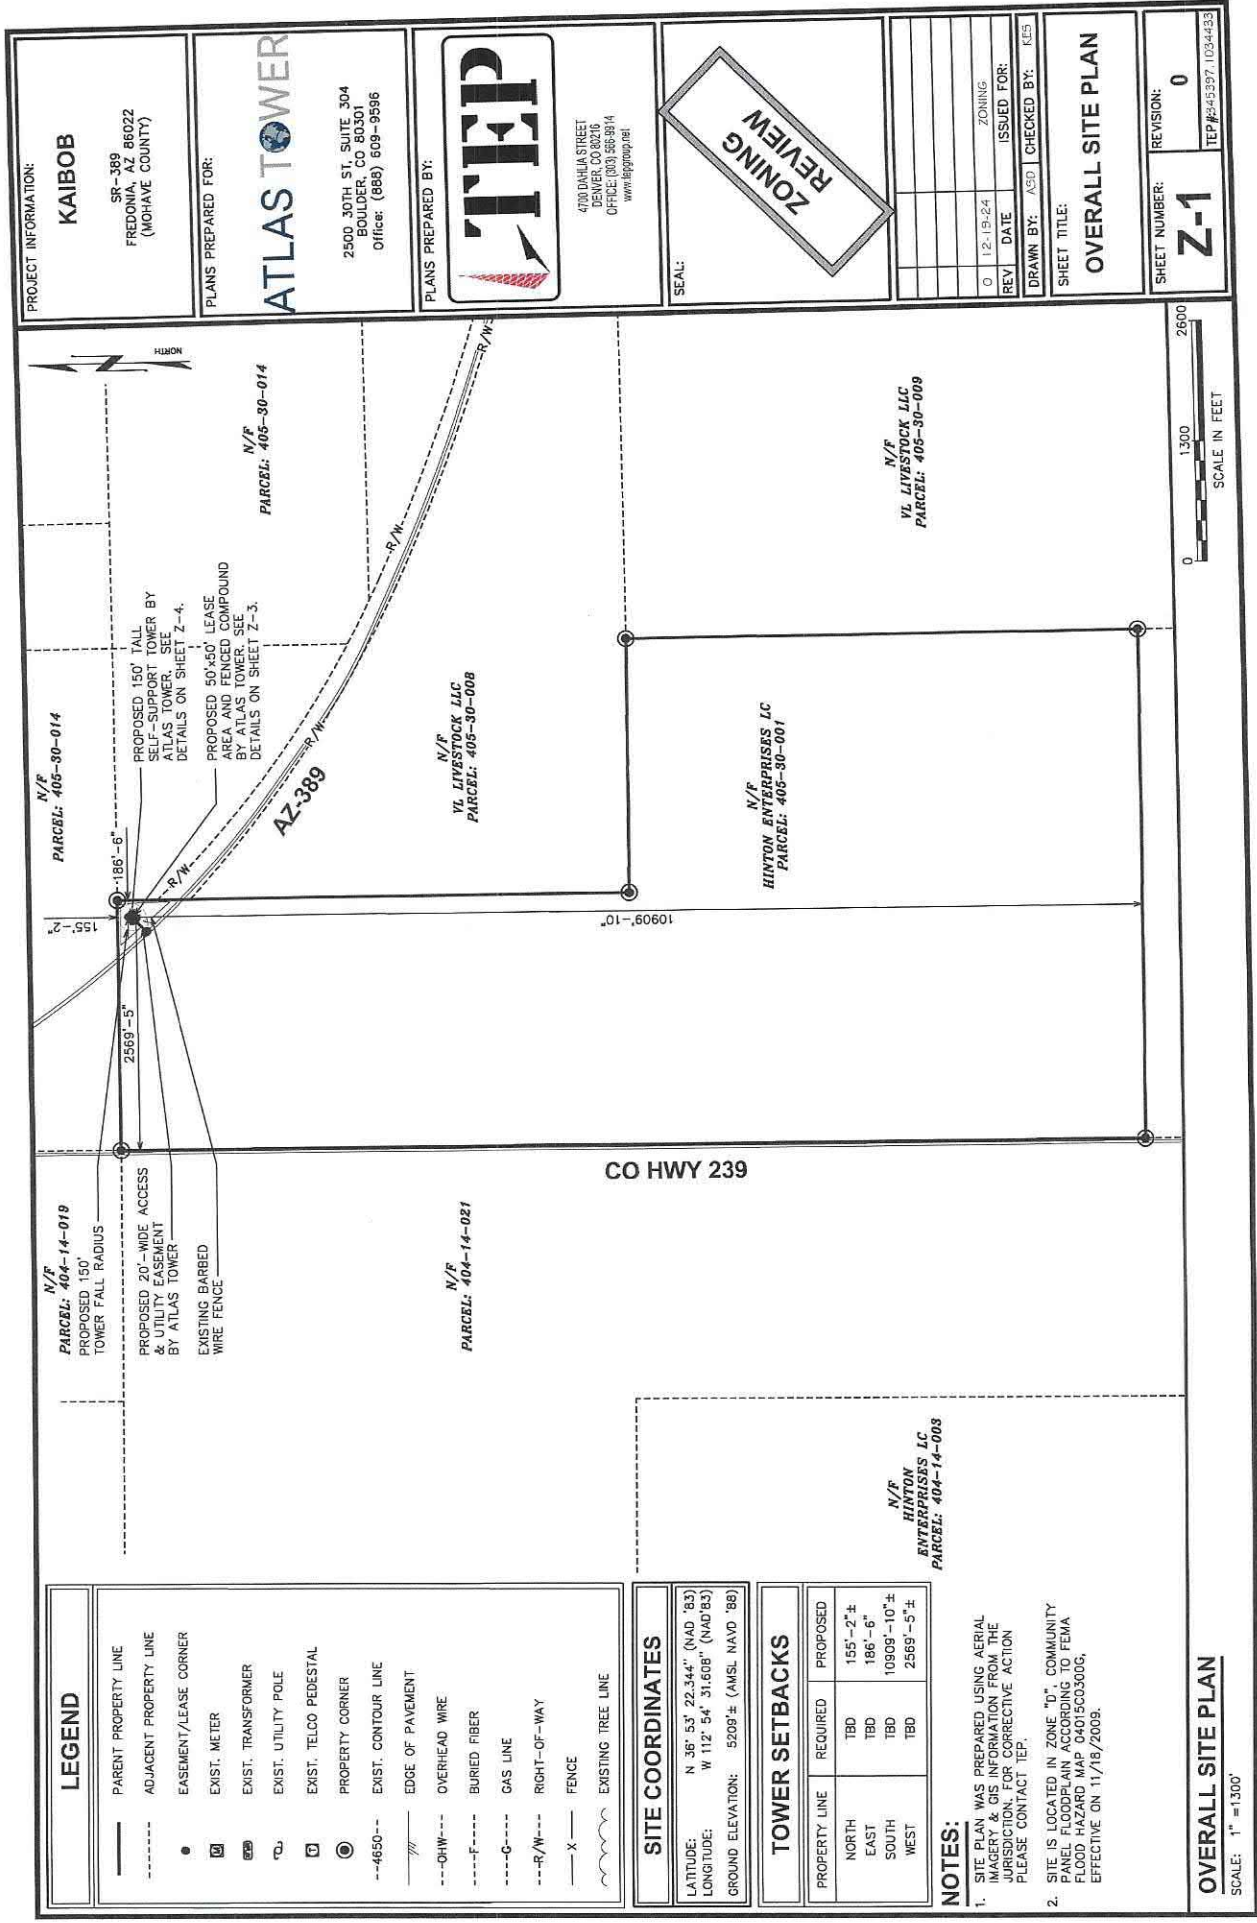 LEGEND
PARENT PROPERTY LINE
ADJACENT PROPERTY LINE
EASEMENT/LEASE CORNER
M EXIST. METER
EXIST. TRANSFORMER
EXIST. UTILITY POLE
T EXIST. TELCO PEDESTAL
PROPERTY CORNER
---4650--- EXIST. CONTOUR LINE
EDGE OF PAVEMENT
---OHW--- OVERHEAD WIRE
----F---- BURIED FIBER
----G---- GAS LINE
---R/W--- RIGHT-OF-WAY
— X — FENCE
EXISTING TREE LINE
SITE COORDINATES
LATITUDE: N 36° 53' 22.344" (NAD '83)
LONGITUDE: W 112° 54' 31.608" (NAD'83)
GROUND ELEVATION: 5209'± (AMSL NAVD '88)
TOWER SETBACKS
PROPERTY LINE REQUIRED PROPOSED
NORTH TBD 155'-2"±
EAST TBD 186'-6"
SOUTH TBD 10909'-10"±
WEST TBD 2569'-5"±
NOTES:
1. SITE PLAN WAS PREPARED USING AERIAL
IMAGERY & GIS INFORMATION FROM THE
JURISDICTION. FOR CORRECTIVE ACTION
PLEASE CONTACT TEP.
2. SITE IS LOCATED IN ZONE "D", COMMUNITY
PANEL FLOODPLAIN ACCORDING TO FEMA
FLOOD HAZARD MAP 04015C0300G,
EFFECTIVE ON 11/18/2009.
OVERALL SITE PLAN
SCALE: 1" =1300'
N/F
PARCEL: 404-14-019
PROPOSED 150'
TOWER FALL RADIUS
PROPOSED 20'-WIDE ACCESS
& UTILITY EASEMENT
BY ATLAS TOWER
EXISTING BARBED
WIRE FENCE
N/F
PARCEL: 404-14-021
N/F
HINTON
ENTERPRISES LC
PARCEL: 404-14-003
CO HWY 239
2569'-5"
155'-2"
186'-6"
10909'-10"
N/F
PARCEL: 405-30-014
PROPOSED 150' TALL
SELF-SUPPORT TOWER BY
ATLAS TOWER. SEE
DETAILS ON SHEET Z-4.
PROPOSED 50'x50' LEASE
AREA AND FENCED COMPOUND
BY ATLAS TOWER. SEE
DETAILS ON SHEET Z-3.
R/W
R/W
R/W
R/W
AZ-389
N/F
PARCEL: 405-30-014
N/F
VL LIVESTOCK LLC
PARCEL: 405-30-008
N/F
HINTON ENTERPRISES LC
PARCEL: 405-30-001
N/F
VL LIVESTOCK LLC
PARCEL: 405-30-009
NORTH
0 1300 2600
SCALE IN FEET
PROJECT INFORMATION:
KAIBOB
SR-389
FREDONIA, AZ 86022
(MOHAVE COUNTY)
PLANS PREPARED FOR:
ATLAS TOWER
2500 30TH ST, SUITE 304
BOULDER, CO 80301
Office: (888) 609-9596
PLANS PREPARED BY:
TEP
4700 DAHLIA STREET
DENVER, CO 80216
OFFICE: (303) 566-9914
www.tepgroup.net
SEAL:
ZONING
REVIEW
0 12-19-24 ZONING
REV DATE ISSUED FOR:
DRAWN BY: ASD CHECKED BY: KES
SHEET TITLE:
OVERALL SITE PLAN
SHEET NUMBER:
Z-1
REVISION:
0
TEP #:345397.1034433